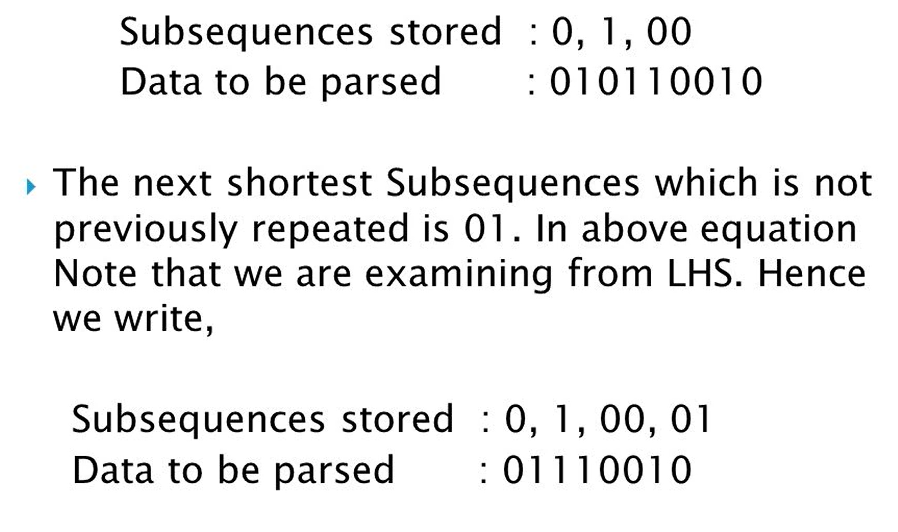 Subsequences stored : 0, 1, 00
Data to be parsed : 010110010
The next shortest Subsequences which is not
previously repeated is 01. In above equation
Note that we are examining from LHS. Hence
we write,
Subsequences stored : 0, 1, 00, 01
Data to be parsed : 01110010